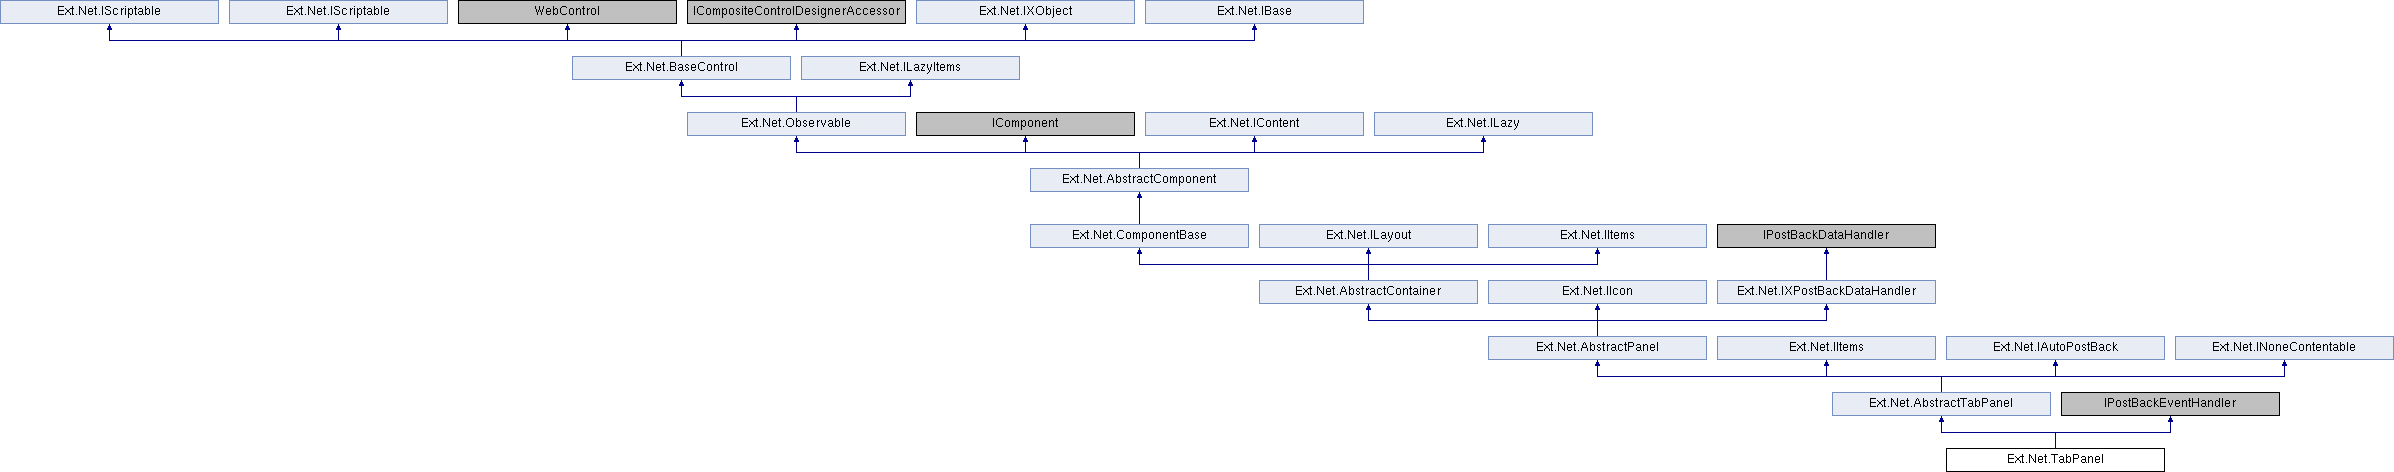 Ext.Net.IScriptable
Ext.Net.IScriptable
WebControl
ICompositeControlDesignerAccessor
Ext.Net.IXObject
Ext.Net.IBase
Ext.Net.BaseControl
Ext.Net.ILazyItems
Ext.Net.Observable
IComponent
Ext.Net.IContent
Ext.Net.ILazy
Ext.Net.AbstractComponent
Ext.Net.ComponentBase
Ext.Net.ILayout
Ext.Net.IItems
IPostBackDataHandler
Ext.Net.AbstractContainer
Ext.Net.IIcon
Ext.Net.IXPostBackDataHandler
Ext.Net.AbstractPanel
Ext.Net.IItems
Ext.Net.IAutoPostBack
Ext.Net.INoneContentable
Ext.Net.AbstractTabPanel
IPostBackEventHandler
Ext.Net.TabPanel